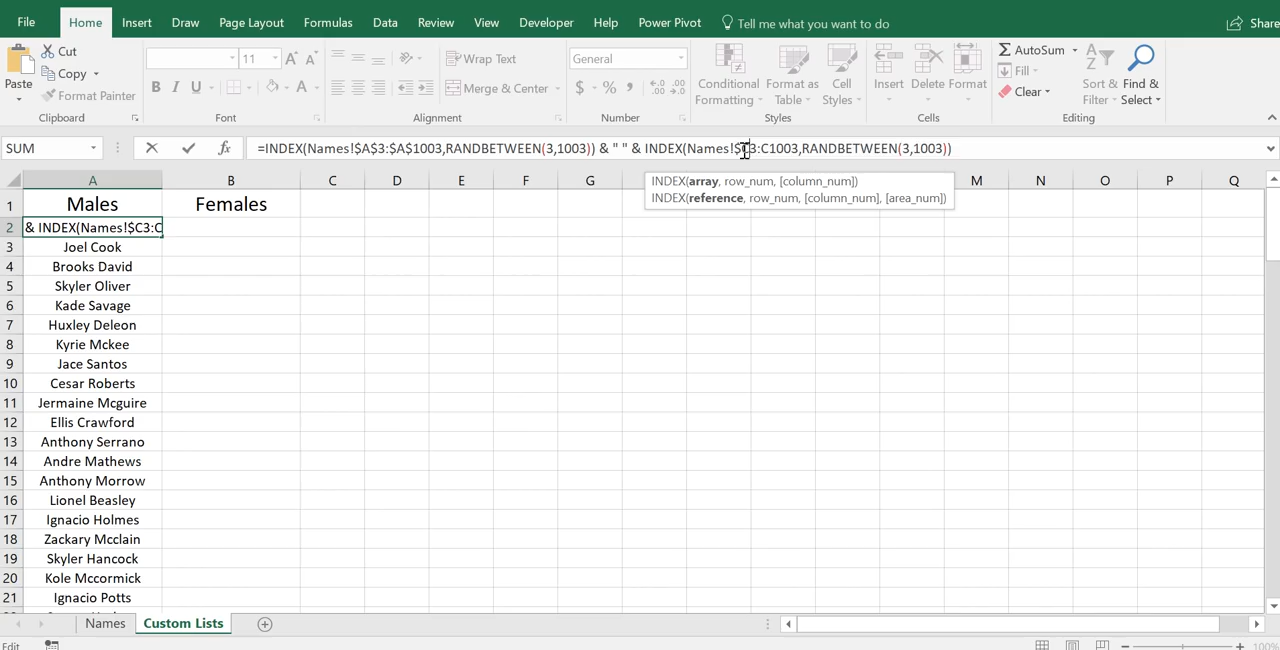 File Home Insert Draw Page Layout Formulas Data Review View Developer Help Power Pivot Tell me what you want to do Share
Paste Cut Copy Format Painter
Clipboard
11 A A
B I U A
Font
Wrap Text
Merge & Center
Alignment
General
$ % ,
Number
Conditional Formatting Format as Table Cell Styles
Styles
Insert Delete Format
Cells
AutoSum Fill Clear Sort & Filter Find & Select
Editing
SUM fx =INDEX(Names!$A$3:$A$1003,RANDBETWEEN(3,1003)) & " " & INDEX(Names!$C3:C1003,RANDBETWEEN(3,1003))
INDEX(array, row_num, [column_num])
INDEX(reference, row_num, [column_num], [area_num])
A B C D E F G M N O P Q
1 Males Females
2 & INDEX(Names!$C3:C
3 Joel Cook
4 Brooks David
5 Skyler Oliver
6 Kade Savage
7 Huxley Deleon
8 Kyrie Mckee
9 Jace Santos
10 Cesar Roberts
11 Jermaine Mcguire
12 Ellis Crawford
13 Anthony Serrano
14 Andre Mathews
15 Anthony Morrow
16 Lionel Beasley
17 Ignacio Holmes
18 Zackary Mcclain
19 Skyler Hancock
20 Kole Mccormick
21 Ignacio Potts
Names Custom Lists
Edit 100%